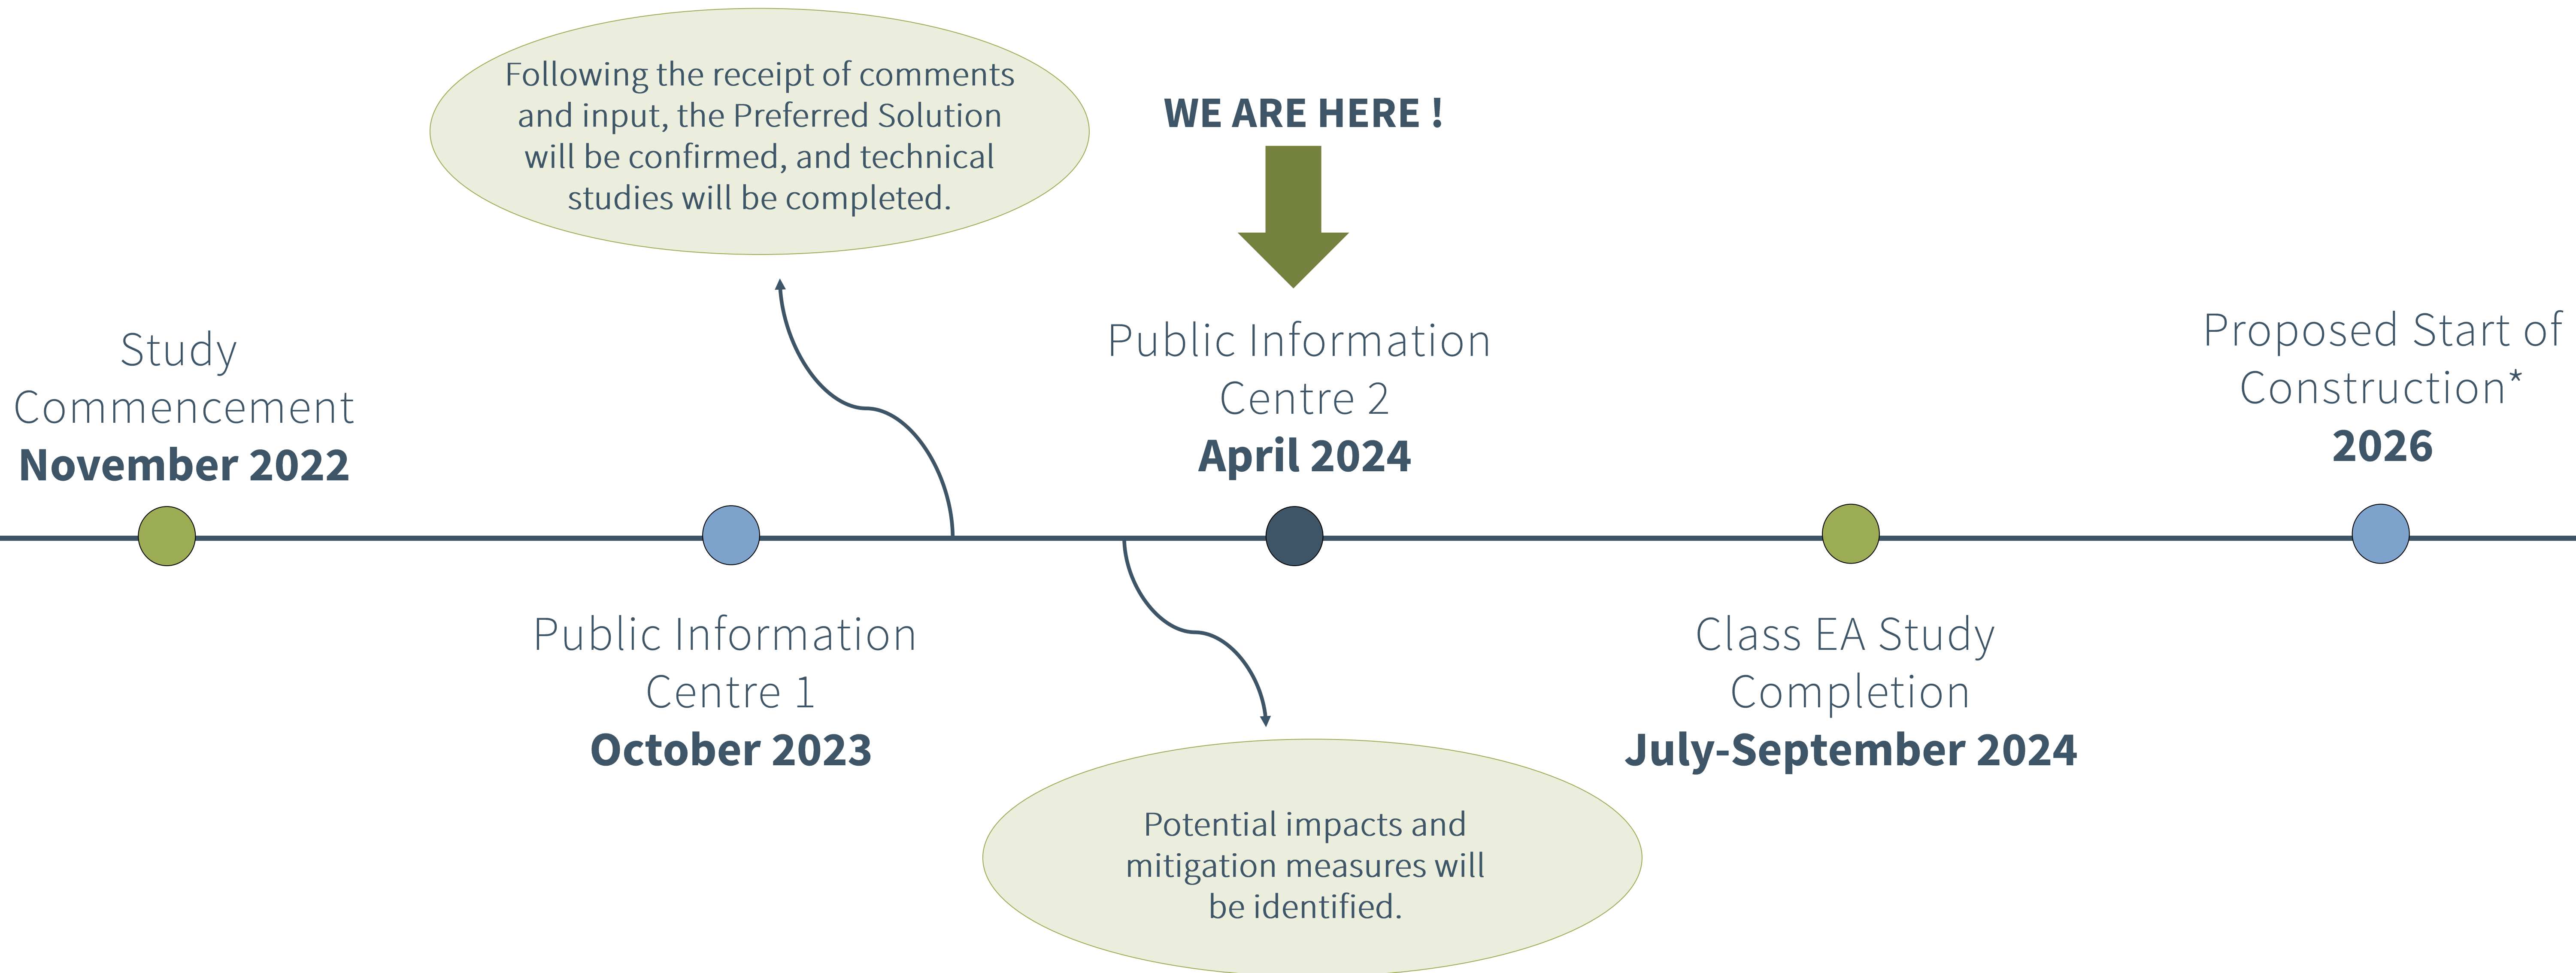 Following the receipt of comments
and input, the Preferred Solution
will be confirmed, and technical
studies will be completed.
WE ARE HERE !
Study
Commencement
November 2022
Public Information
Centre 1
October 2023
Public Information
Centre 2
April 2024
Potential impacts and
mitigation measures will
be identified.
Class EA Study
Completion
July-September 2024
Proposed Start of
Construction*
2026